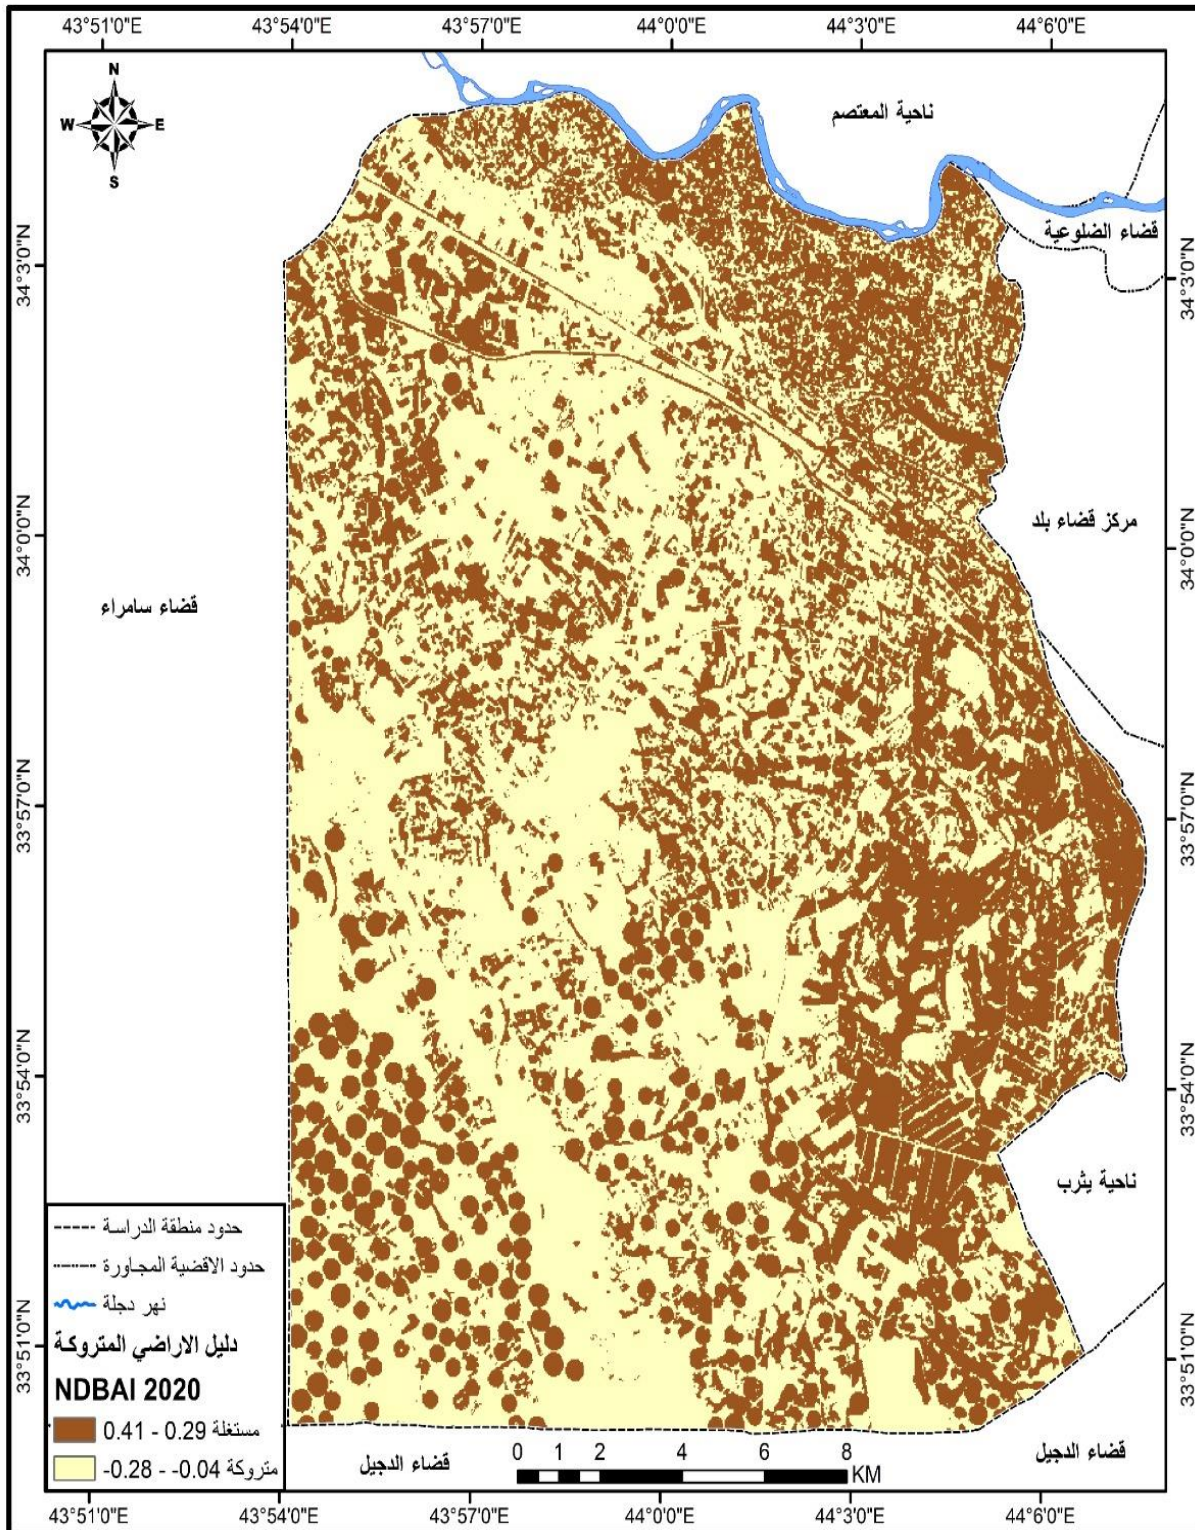 43°51'0"E 43°54'0"E 43°57'0"E 44°0'0"E 44°3'0"E 44°6'0"E
N
W E
S
ناحية المعتصم
قضاء الضلوعية
34°3'0"N 34°3'0"N
مركز قضاء بلد
34°0'0"N 34°0'0"N
قضاء سامراء
33°57'0"N 33°57'0"N
33°54'0"N 33°54'0"N
ناحية يثرب
33°51'0"N 33°51'0"N
حدود منطقة الدراسة
حدود الاقضية المجاورة
نهر دجلة
دليل الاراضي المتروكة
NDBAI 2020
مستغلة 0.29 - 0.41
متروكة 0.04- - 0.28-
قضاء الدجيل
قضاء الدجيل
0 1 2 4 6 8
KM
43°51'0"E 43°54'0"E 43°57'0"E 44°0'0"E 44°3'0"E 44°6'0"E